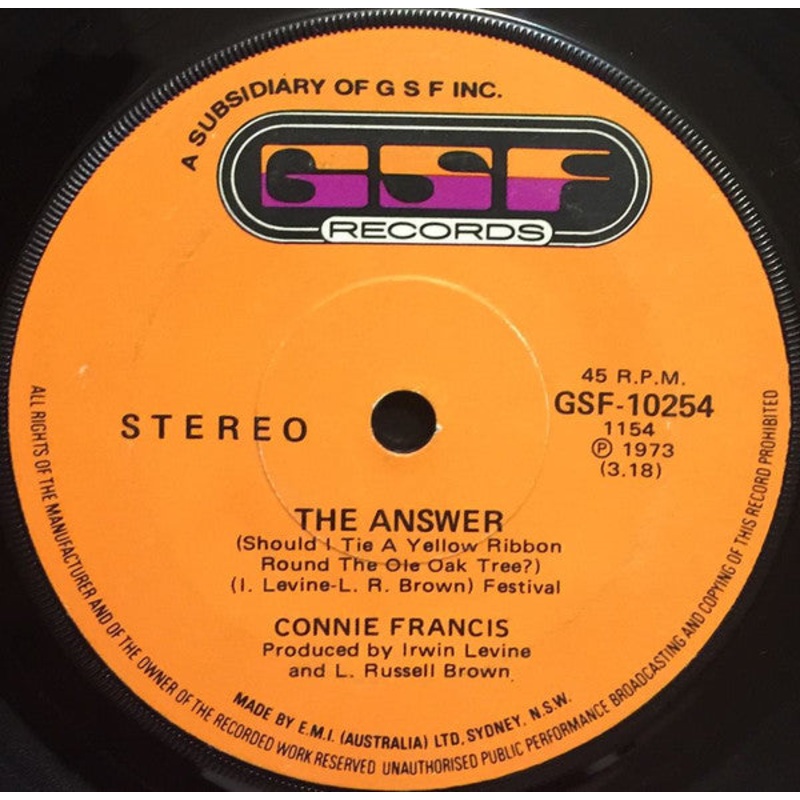 A SUBSIDIARY OF G S F INC.
GSF
RECORDS
45 R.P.M.
GSF-10254
1154
Ⓟ 1973
(3.18)
STEREO
THE ANSWER
(Should I Tie A Yellow Ribbon
Round The Ole Oak Tree?)
(I. Levine-L. R. Brown) Festival
CONNIE FRANCIS
Produced by Irwin Levine
and L. Russell Brown
MADE BY E.M.I. (AUSTRALIA) LTD. SYDNEY. N.S.W.
ALL RIGHTS OF THE MANUFACTURER AND OF THE OWNER OF THE RECORDED WORK RESERVED UNAUTHORISED PUBLIC PERFORMANCE BROADCASTING AND COPYING OF THIS RECORD PROHIBITED